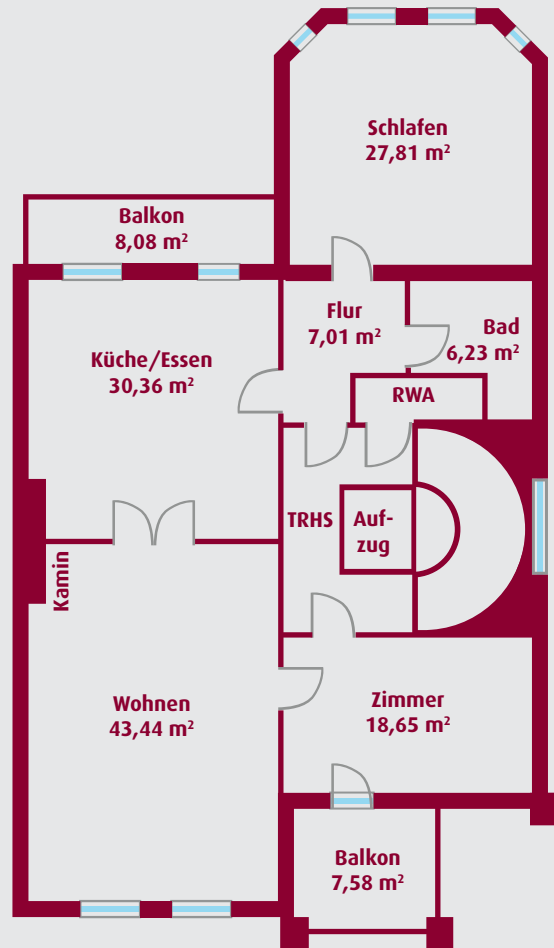 Schlafen
27,81 m²
Balkon
8,08 m²
Flur
7,01 m²
Bad
6,23 m²
Küche/Essen
30,36 m²
RWA
TRHS
Auf-
zug
Kamin
Wohnen
43,44 m²
Zimmer
18,65 m²
Balkon
7,58 m²